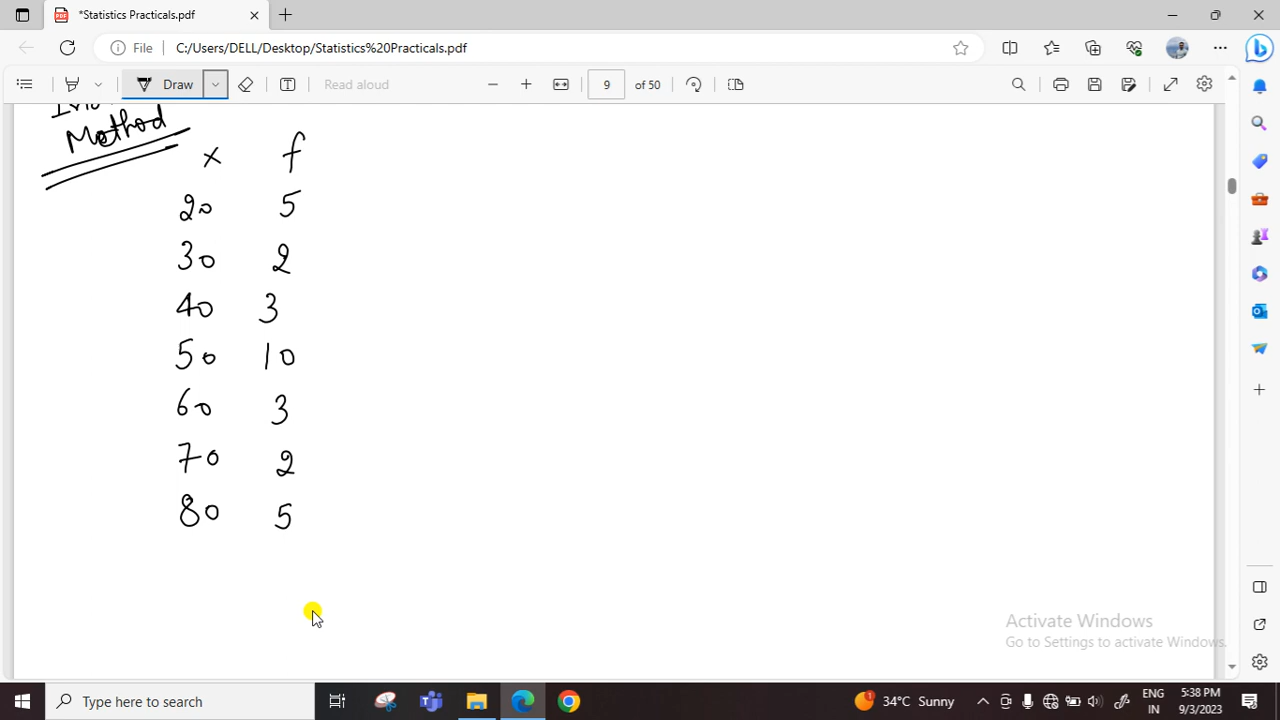 *Statistics Practicals.pdf
File C:/Users/DELL/Desktop/Statistics%20Practicals.pdf
Draw Read aloud 9 of 50
Method
x f
20 5
30 2
40 3
50 10
60 3
70 2
80 5
Activate Windows
Go to Settings to activate Windows.
Type here to search
34°C Sunny
ENG
IN
5:38 PM
9/3/2023